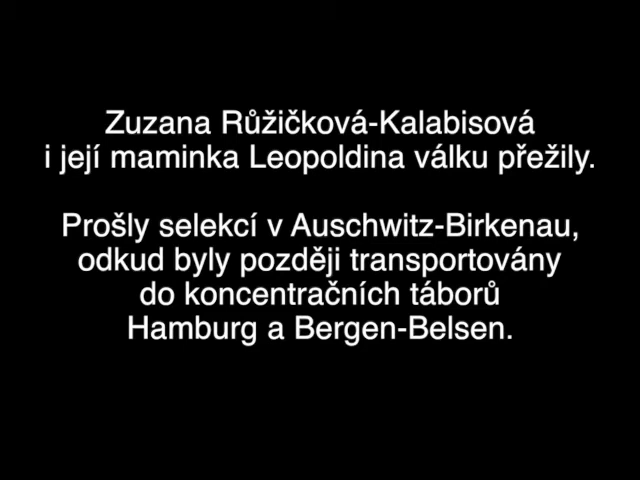 Zuzana Růžičková-Kalabisová
i její maminka Leopoldina válku přežily.
Prošly selekcí v Auschwitz-Birkenau,
odkud byly později transportovány
do koncentračních táborů
Hamburg a Bergen-Belsen.